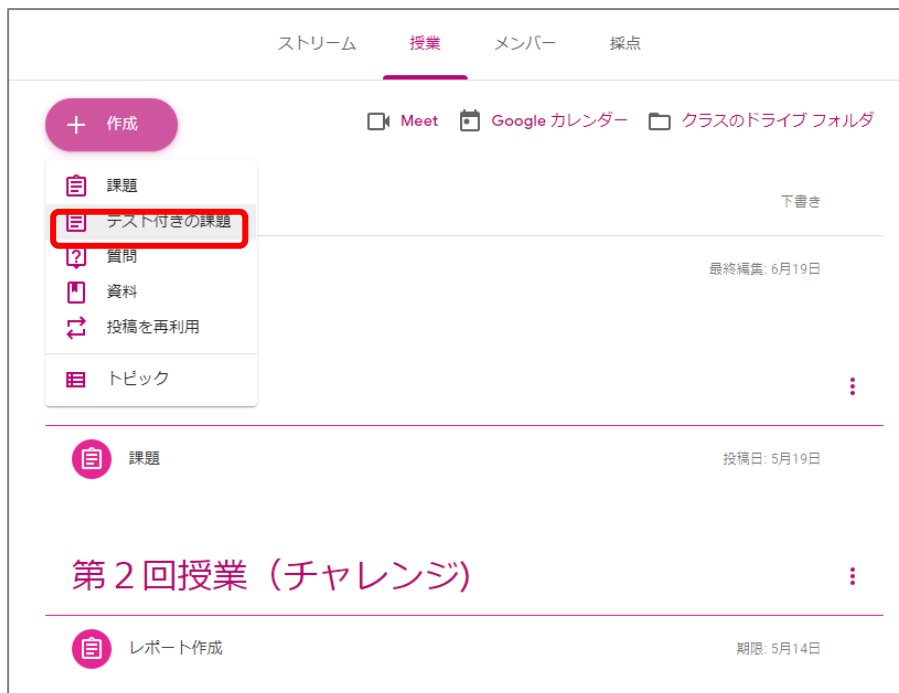 ストリーム 授業 メンバー 採点
作成 Meet Google カレンダー クラスのドライブ フォルダ
課題
下書き
テスト付きの課題
質問
最終編集: 6月19日
資料
投稿を再利用
トピック
課題 投稿日: 5月19日
第２回授業（チャレンジ)
レポート作成 期限: 5月14日